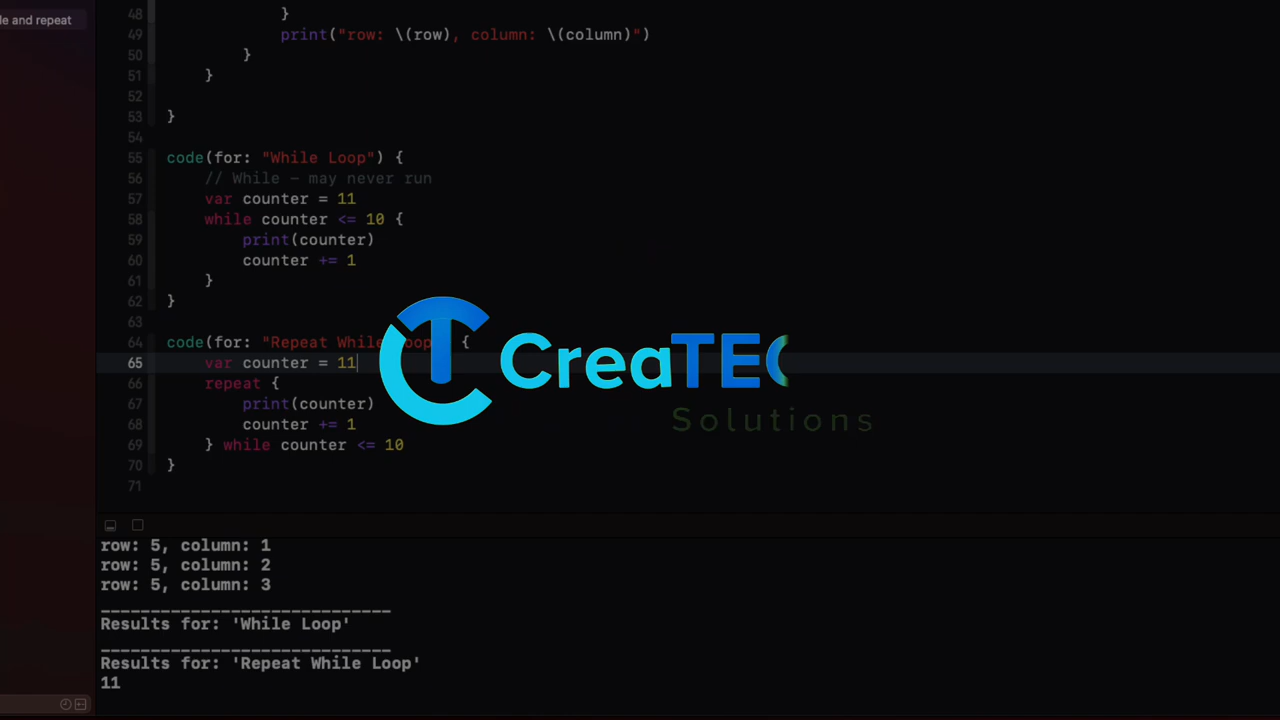 le and repeat
48 }
49 print("row: \(row), column: \(column)")
50 }
51 }
52
53 }
54
55 code(for: "While Loop") {
56 // While – may never run
57 var counter = 11
58 while counter <= 10 {
59 print(counter)
60 counter += 1
61 }
62 }
63
64 code(for: "Repeat While Loop") {
65 var counter = 11
66 repeat {
67 print(counter)
68 counter += 1
69 } while counter <= 10
70 }
71
CreaTEC
Solutions
row: 5, column: 1
row: 5, column: 2
row: 5, column: 3
_____________________________
Results for: 'While Loop'
_____________________________
Results for: 'Repeat While Loop'
11